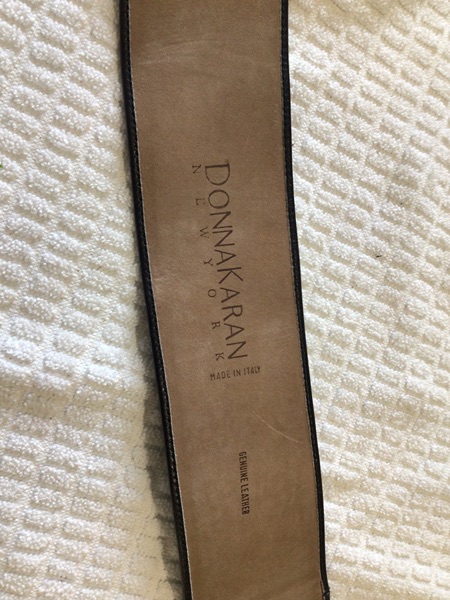 DONNAKARAN
NEW YORK
MADE IN ITALY
GENUINE LEATHER